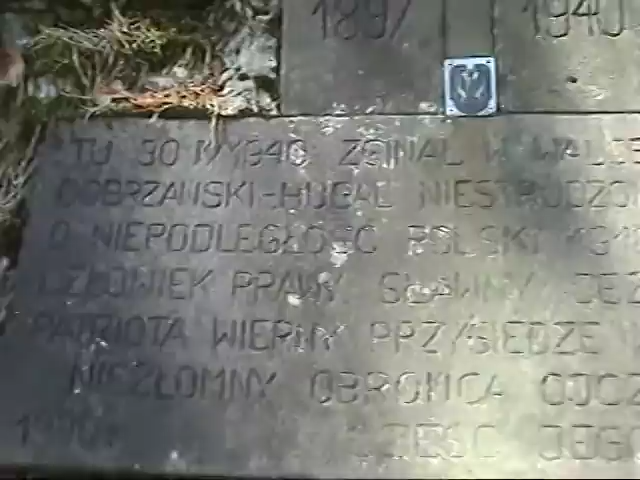 1897 1940
TU 30 IV 1940 ZGINĄŁ W WALCE
DOBRZAŃSKI-HUBAL NIESTRUDZON
O NIEPODLEGŁOŚĆ POLSKI
CZŁOWIEK PRAWY SŁAWNY JEŹ
PATRIOTA WIERNY PRZYSIĘDZE
NIEZŁOMNY OBROŃCA OJCZ
CZEŚĆ JEGO